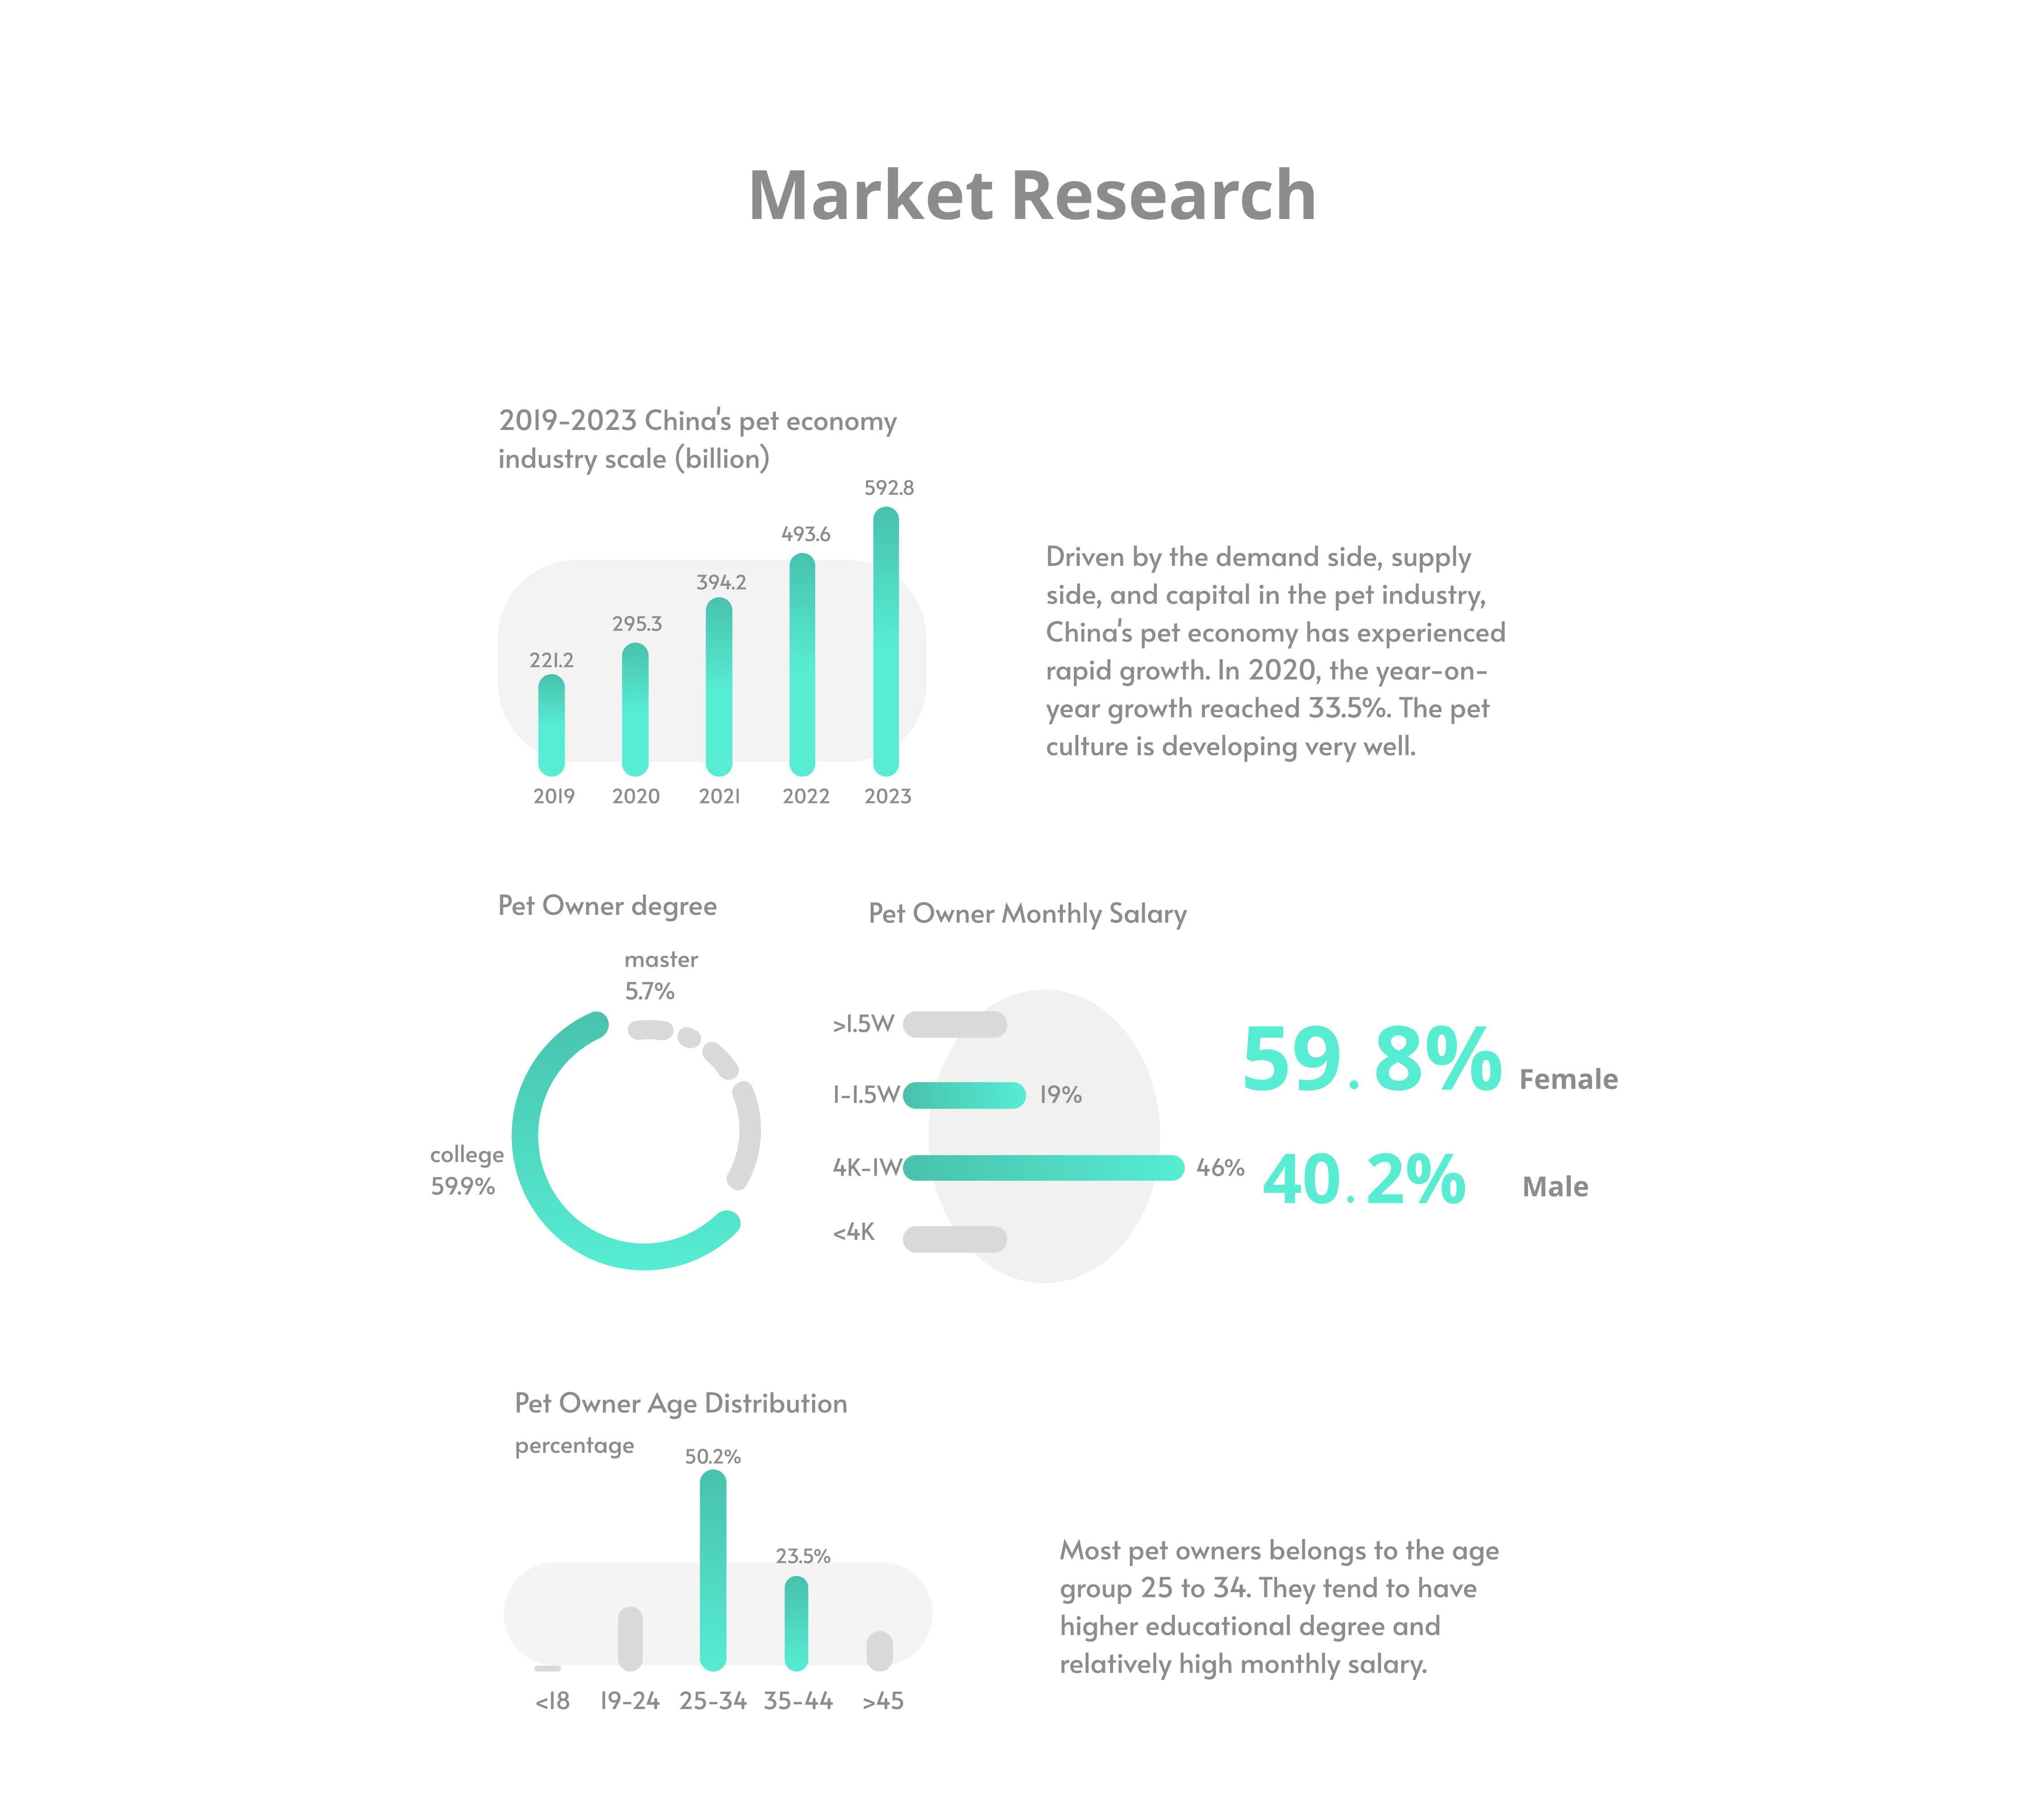 Market Research
2019-2023 China's pet economy
industry scale (billion)
592.8
493.6
394.2
295.3
221.2
2019 2020 2021 2022 2023
Driven by the demand side, supply
side, and capital in the pet industry,
China's pet economy has experienced
rapid growth. In 2020, the year-on-
year growth reached 33.5%. The pet
culture is developing very well.
Pet Owner degree
master
5.7%
college
59.9%
Pet Owner Monthly Salary
>1.5W
1-1.5W 19%
4K-1W 46%
<4K
59.8% Female
40.2% Male
Pet Owner Age Distribution
percentage
50.2%
23.5%
<18 19-24 25-34 35-44 >45
Most pet owners belongs to the age
group 25 to 34. They tend to have
higher educational degree and
relatively high monthly salary.